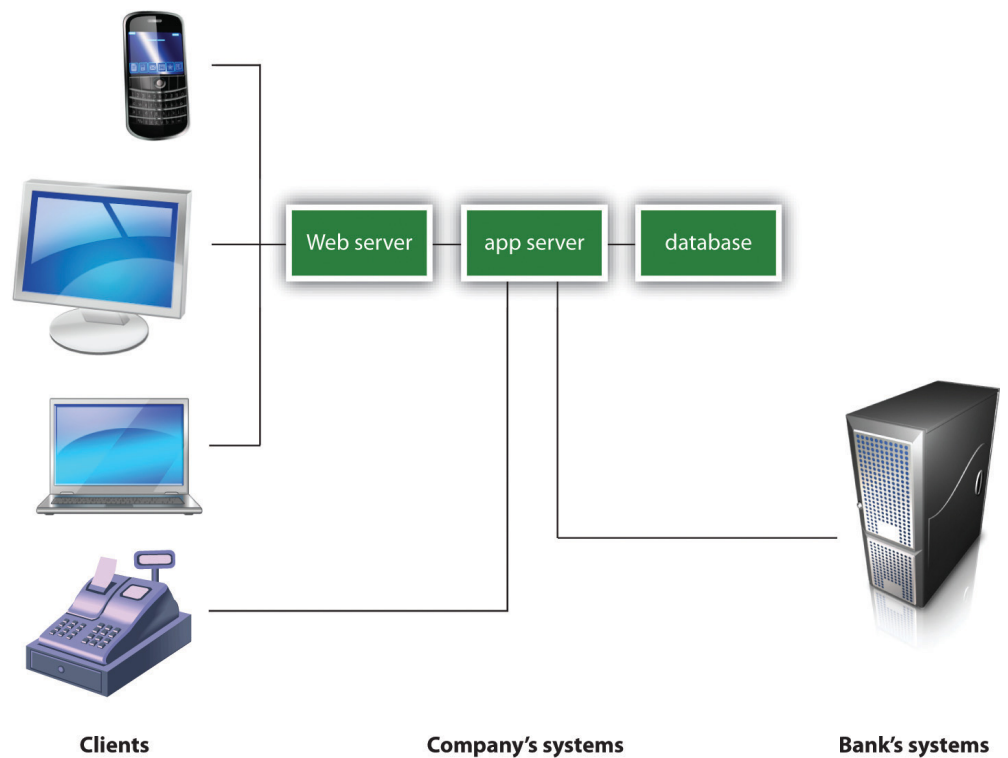 Web server
app server
database
Clients
Company's systems
Bank's systems